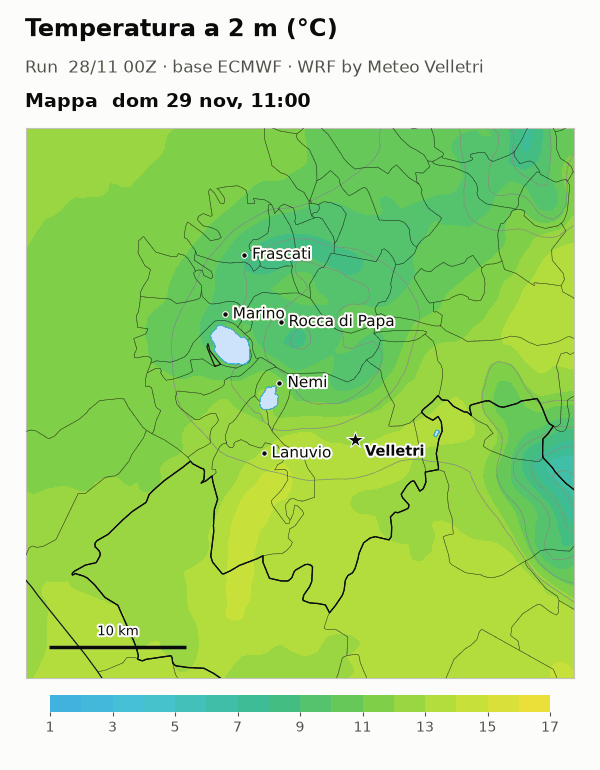 Temperatura a 2 m (°C)
Run 28/11 00Z · base ECMWF · WRF by Meteo Velletri
Mappa dom 29 nov, 11:00
Frascati
Marino
Rocca di Papa
Nemi
Velletri
Lanuvio
10 km
1 3 5 7 9 11 13 15 17